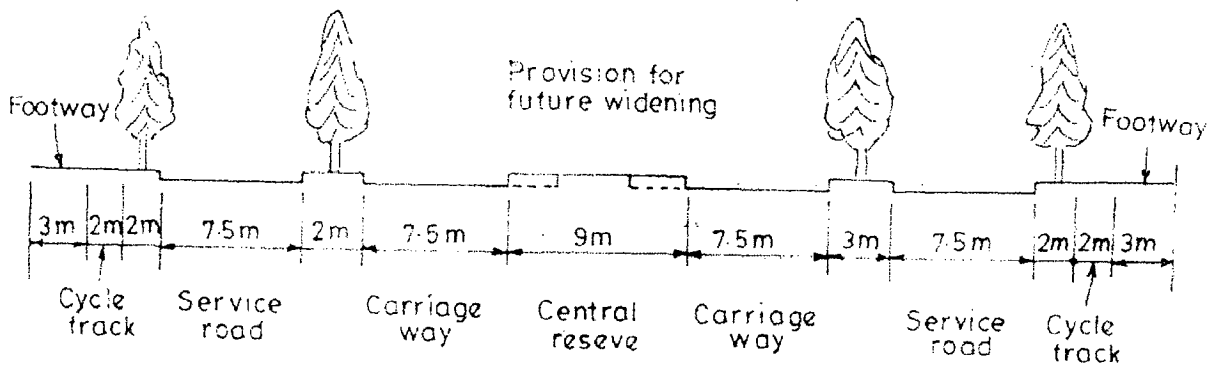 Provision for
future widening
Footway
Footway
3m 2m 2m 7.5m 2m 7.5m 9m 7.5m 3m 7.5m 2m 2m 3m
Cycle
track
Service
road
Carriage
way
Central
reseve
Carriage
way
Service
road
Cycle
track